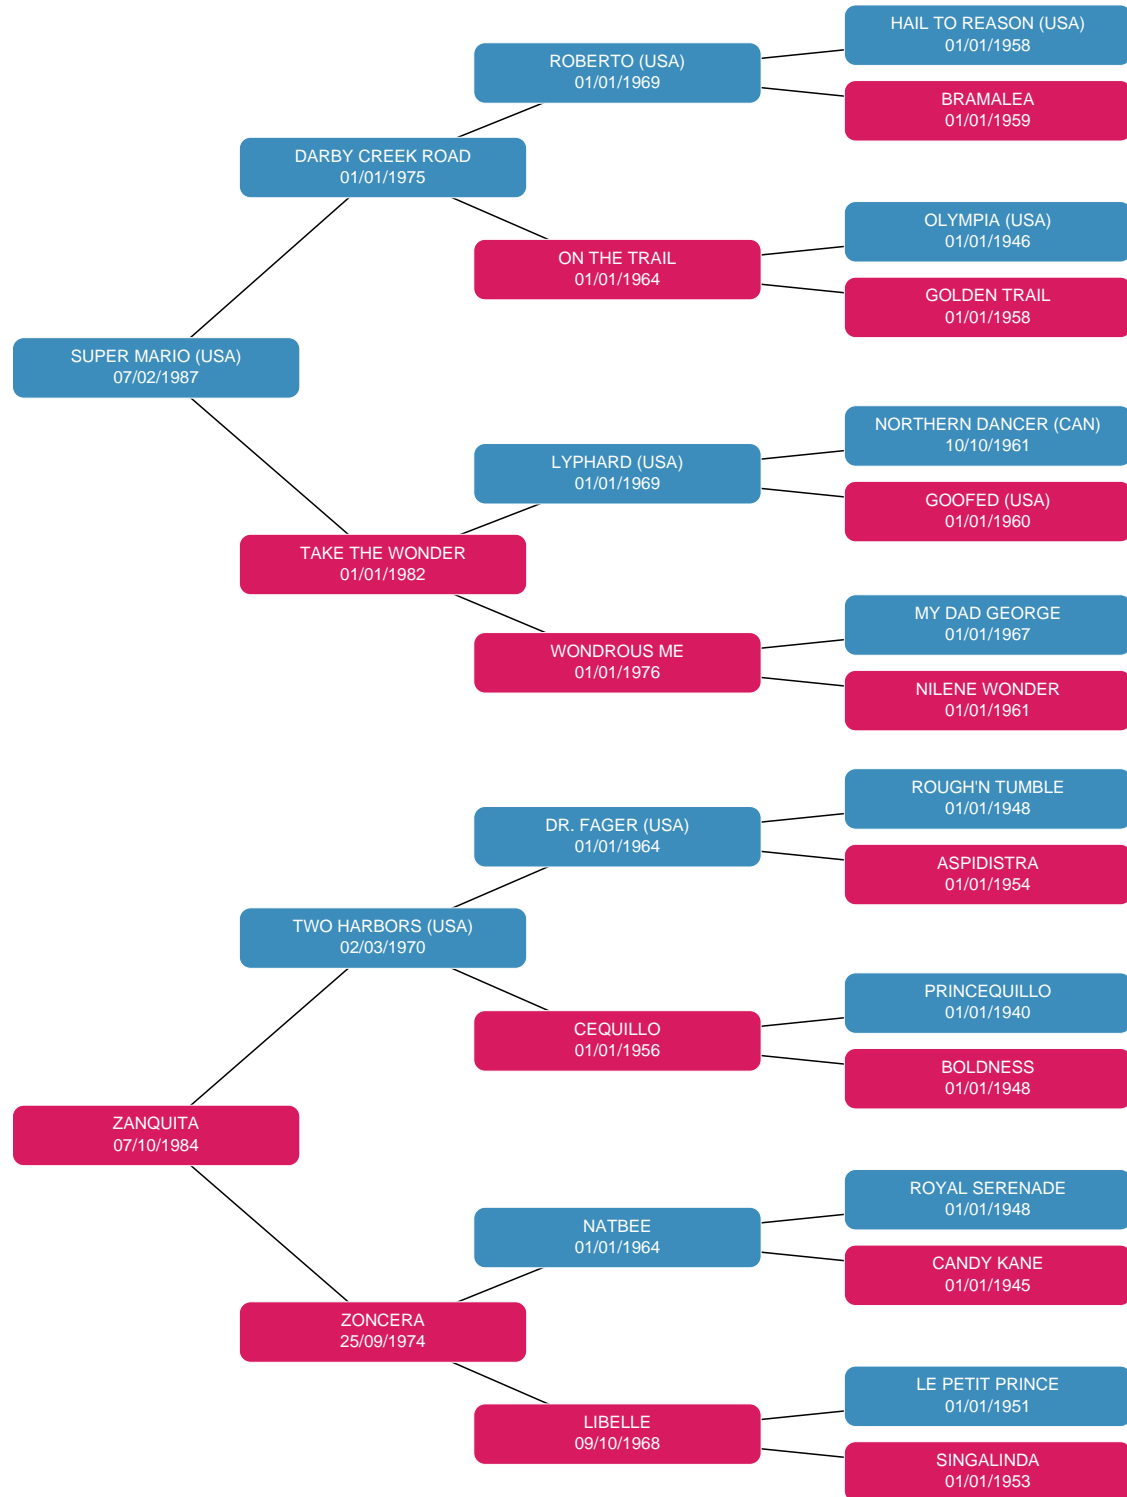 HAIL TO REASON (USA)
01/01/1958
ROBERTO (USA)
01/01/1969
BRAMALEA
01/01/1959
DARBY CREEK ROAD
01/01/1975
OLYMPIA (USA)
01/01/1946
ON THE TRAIL
01/01/1964
GOLDEN TRAIL
01/01/1958
SUPER MARIO (USA)
07/02/1987
NORTHERN DANCER (CAN)
10/10/1961
LYPHARD (USA)
01/01/1969
GOOFED (USA)
01/01/1960
TAKE THE WONDER
01/01/1982
MY DAD GEORGE
01/01/1967
WONDROUS ME
01/01/1976
NILENE WONDER
01/01/1961
ROUGH'N TUMBLE
01/01/1948
DR. FAGER (USA)
01/01/1964
ASPIDISTRA
01/01/1954
TWO HARBORS (USA)
02/03/1970
PRINCEQUILLO
01/01/1940
CEQUILLO
01/01/1956
BOLDNESS
01/01/1948
ZANQUITA
07/10/1984
ROYAL SERENADE
01/01/1948
NATBEE
01/01/1964
CANDY KANE
01/01/1945
ZONCERA
25/09/1974
LE PETIT PRINCE
01/01/1951
LIBELLE
09/10/1968
SINGALINDA
01/01/1953